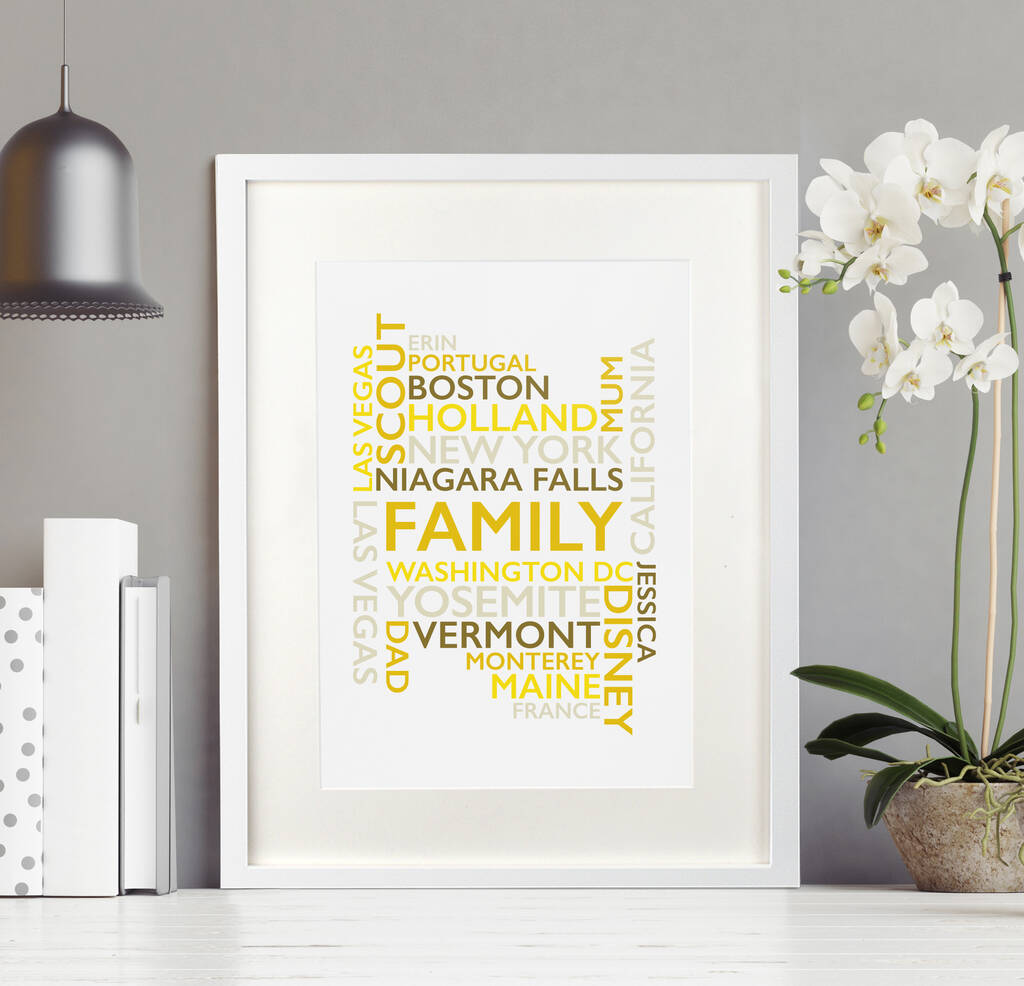 LAS VEGAS
SCOUT
ERIN
PORTUGAL
BOSTON
HOLLAND
MUM
NEW YORK
CALIFORNIA
NIAGARA FALLS
FAMILY
LAS VEGAS
WASHINGTON DC
YOSEMITE
DISNEY
JESSICA
DAD
VERMONT
MONTEREY
MAINE
FRANCE